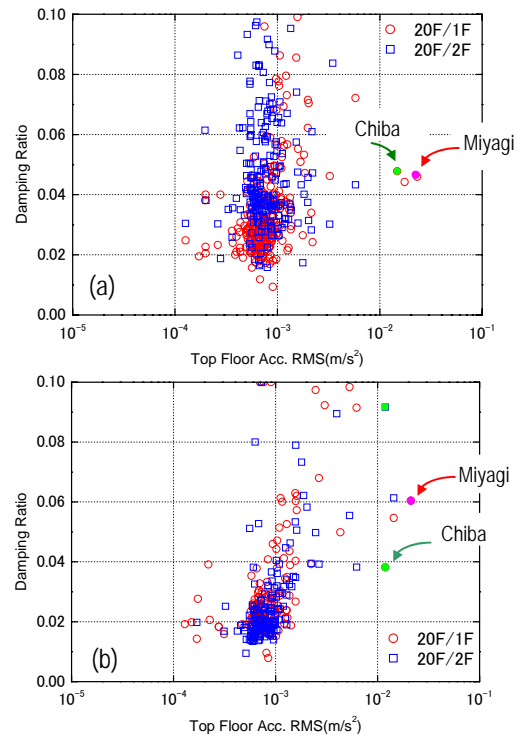 20F/1F
20F/2F
Chiba
Miyagi
Damping Ratio
0.10
0.08
0.06
0.04
0.02
0.00
(a)
10⁻⁵
10⁻⁴
10⁻³
10⁻²
10⁻¹
Top Floor Acc. RMS(m/s²)
0.10
0.08
0.06
0.04
0.02
0.00
Damping Ratio
Miyagi
Chiba
20F/1F
20F/2F
(b)
10⁻⁵
10⁻⁴
10⁻³
10⁻²
10⁻¹
Top Floor Acc. RMS(m/s²)